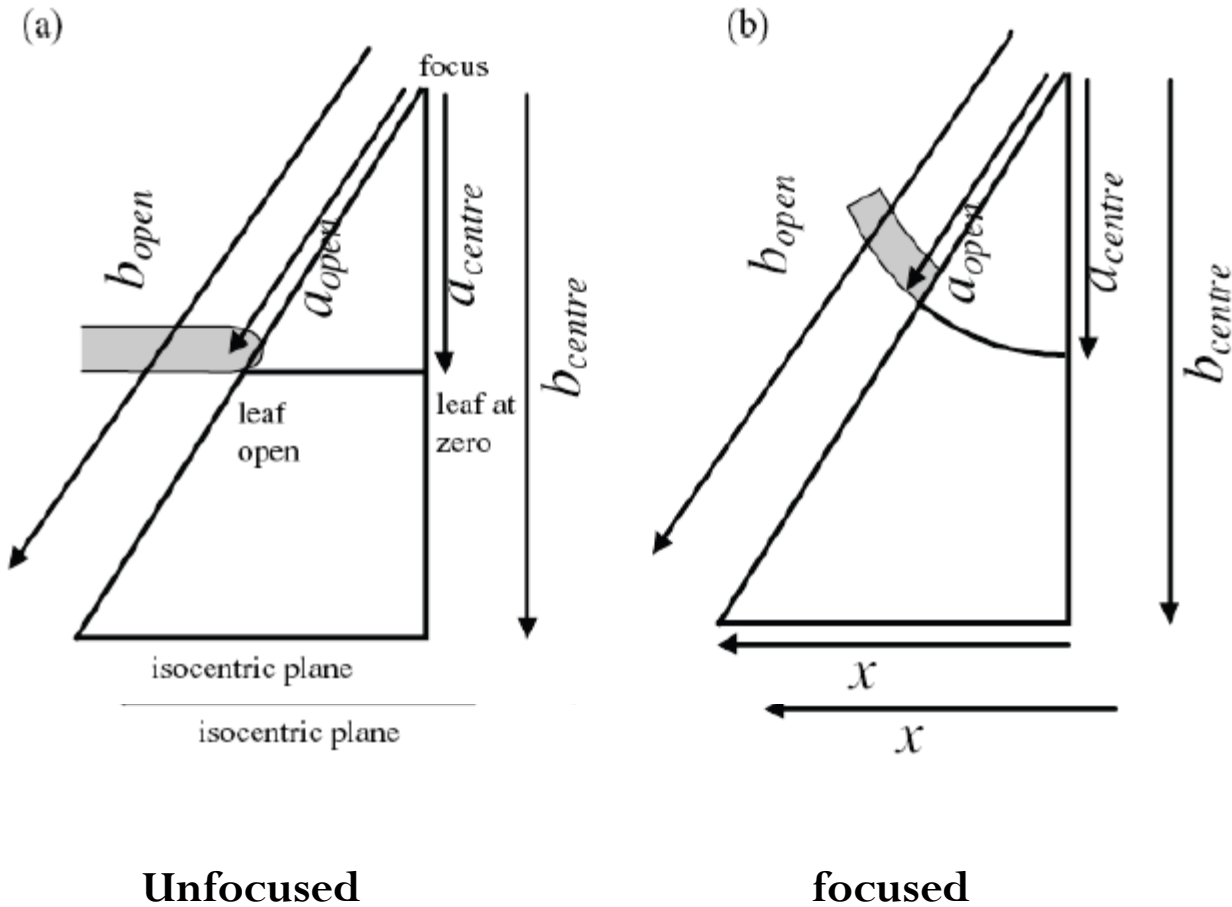 (a)
focus
b_open
a_open
a_centre
b_centre
leaf
open
leaf at
zero
isocentric plane
isocentric plane
Unfocused
(b)
b_open
a_open
a_centre
b_centre
x
x
focused